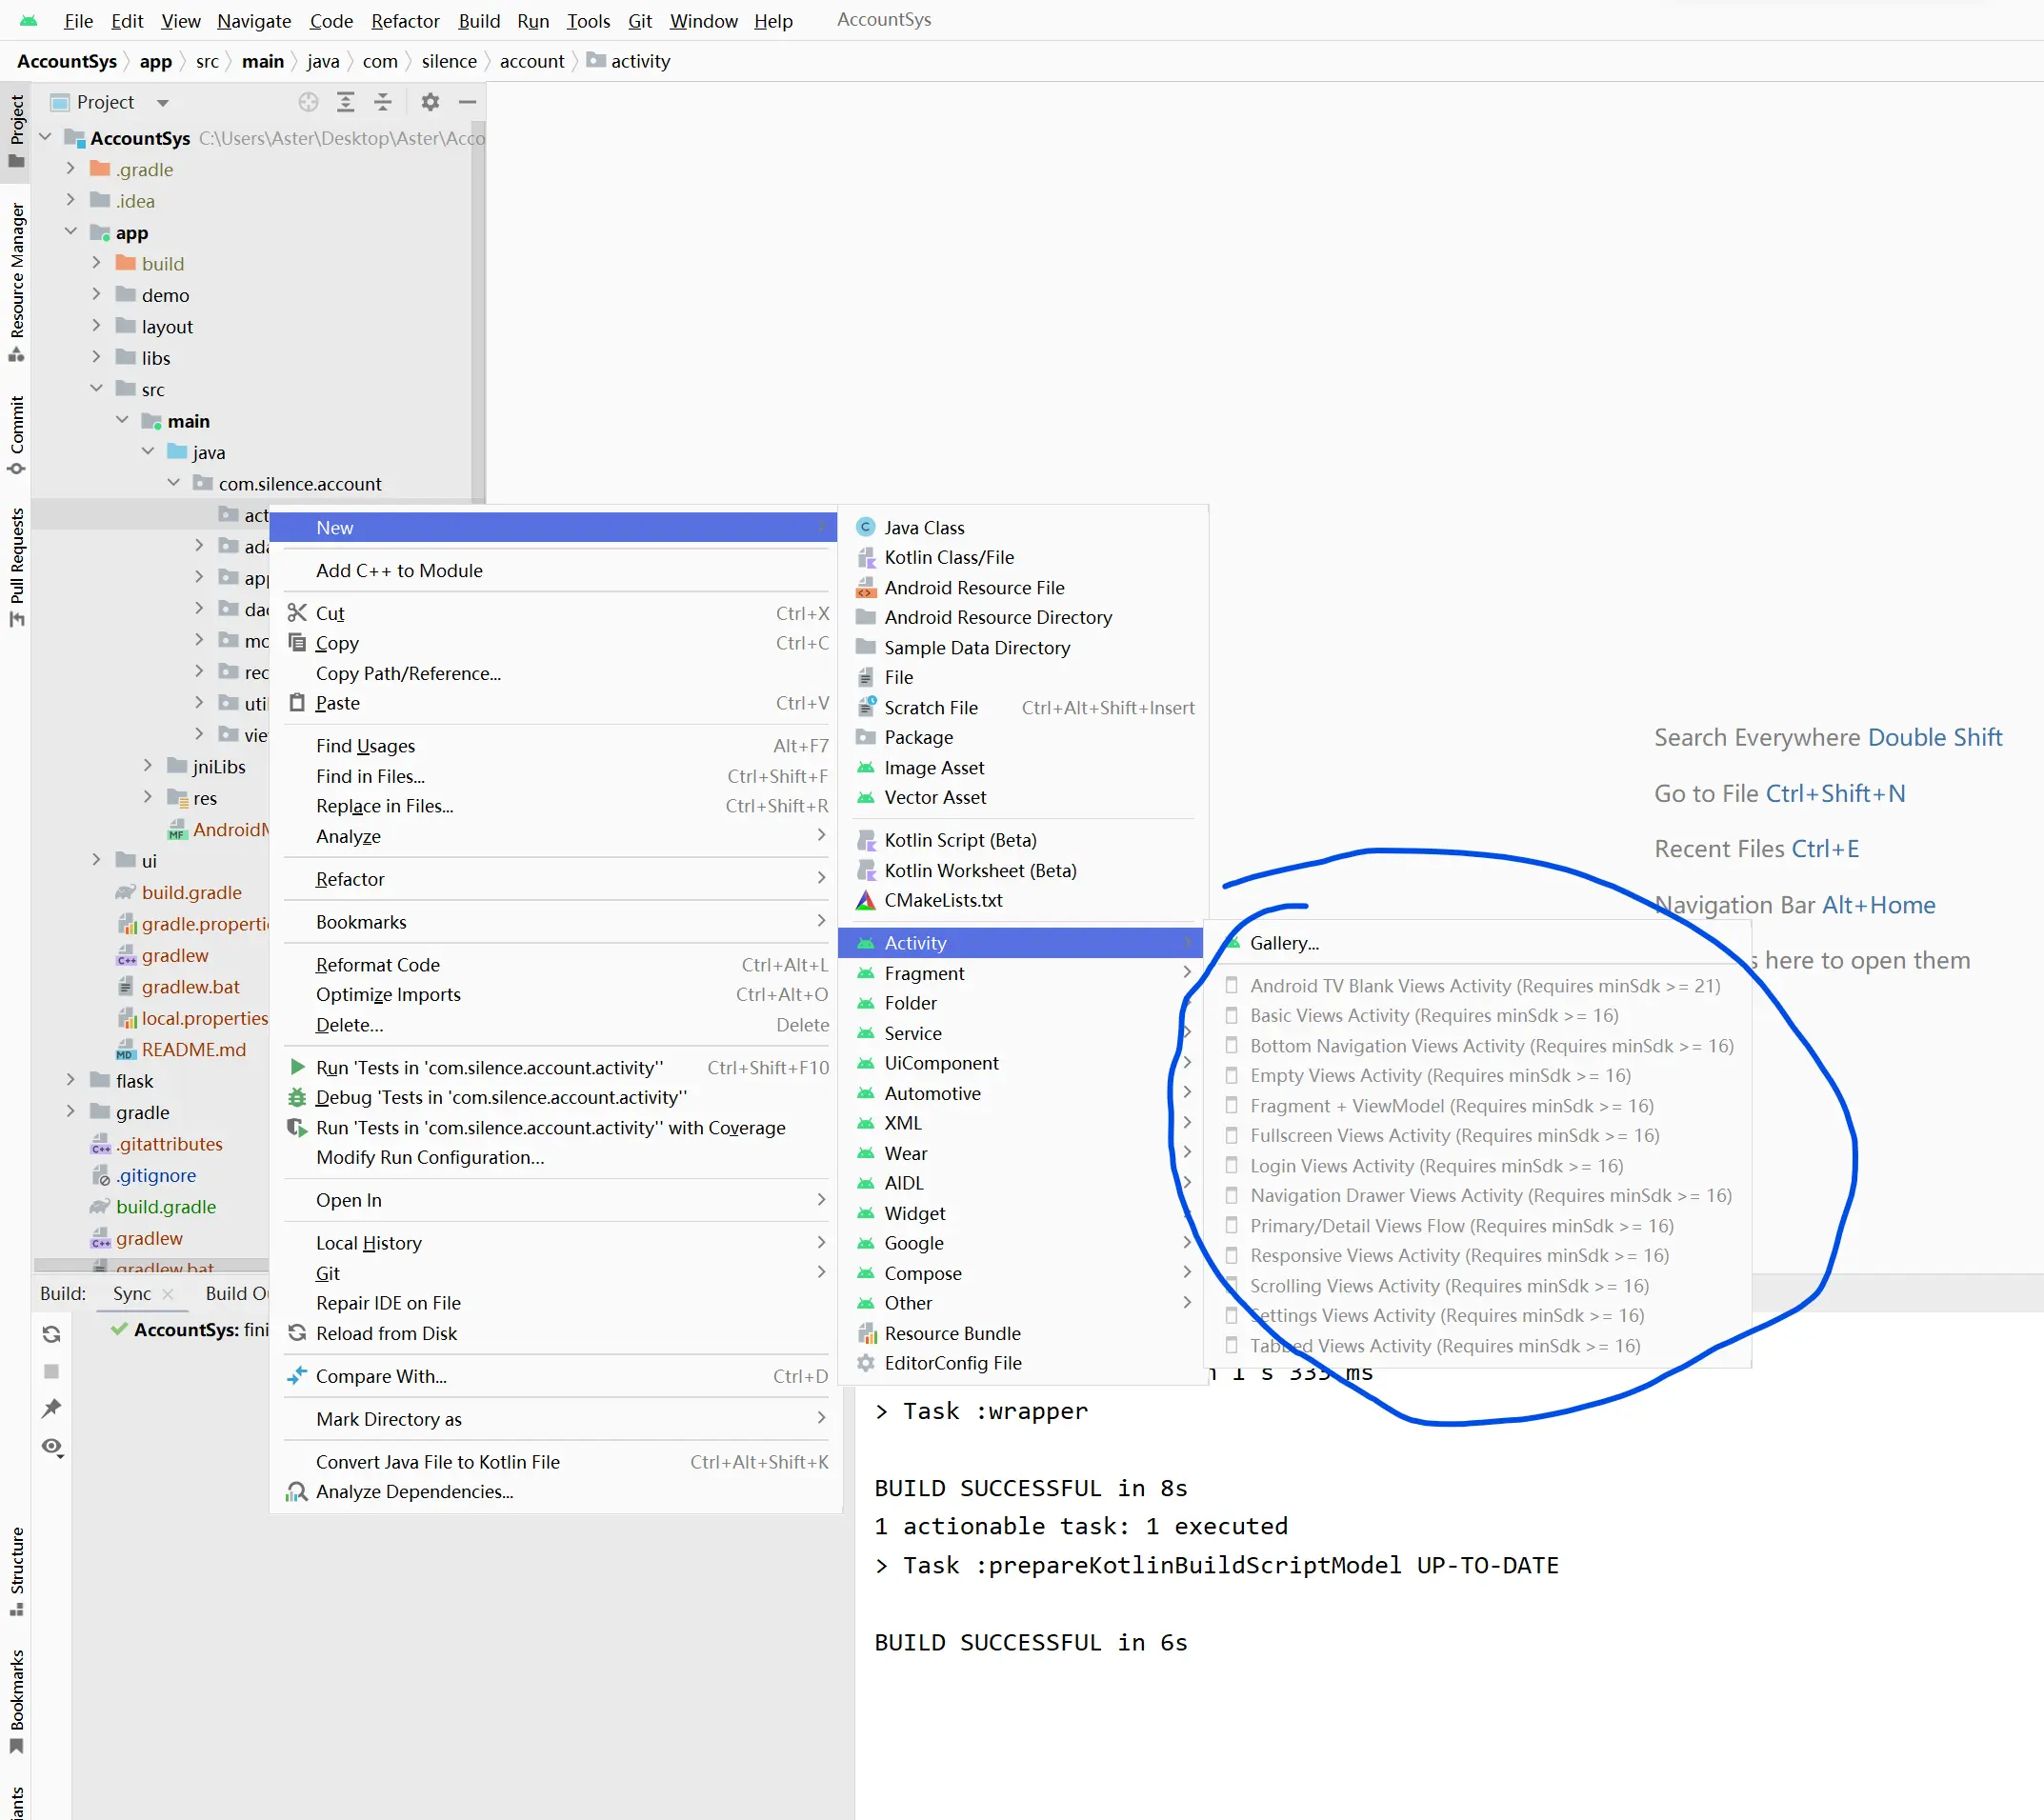 File Edit View Navigate Code Refactor Build Run Tools Git Window Help AccountSys
AccountSys app src main java com silence account activity
Project
AccountSys C:\Users\Aster\Desktop\Aster\Acco
.gradle
.idea
app
build
demo
layout
libs
src
main
java
com.silence.account
act
ada
app
dao
mo
rec
util
vie
jniLibs
res
AndroidM
ui
build.gradle
gradle.properti
gradlew
gradlew.bat
local.properties
README.md
flask
gradle
.gitattributes
.gitignore
build.gradle
gradlew
gradlew.bat
Project
Resource Manager
Commit
Pull Requests
Structure
Bookmarks
iants
New
Add C++ to Module
Cut Ctrl+X
Copy Ctrl+C
Copy Path/Reference...
Paste Ctrl+V
Find Usages Alt+F7
Find in Files... Ctrl+Shift+F
Replace in Files... Ctrl+Shift+R
Analyze
Refactor
Bookmarks
Reformat Code Ctrl+Alt+L
Optimize Imports Ctrl+Alt+O
Delete... Delete
Run 'Tests in 'com.silence.account.activity'' Ctrl+Shift+F10
Debug 'Tests in 'com.silence.account.activity''
Run 'Tests in 'com.silence.account.activity'' with Coverage
Modify Run Configuration...
Open In
Local History
Git
Repair IDE on File
Reload from Disk
Compare With... Ctrl+D
Mark Directory as
Convert Java File to Kotlin File Ctrl+Alt+Shift+K
Analyze Dependencies...
Java Class
Kotlin Class/File
Android Resource File
Android Resource Directory
Sample Data Directory
File
Scratch File Ctrl+Alt+Shift+Insert
Package
Image Asset
Vector Asset
Kotlin Script (Beta)
Kotlin Worksheet (Beta)
CMakeLists.txt
Activity
Fragment
Folder
Service
UiComponent
Automotive
XML
Wear
AIDL
Widget
Google
Compose
Other
Resource Bundle
EditorConfig File
Gallery...
Android TV Blank Views Activity (Requires minSdk >= 21)
Basic Views Activity (Requires minSdk >= 16)
Bottom Navigation Views Activity (Requires minSdk >= 16)
Empty Views Activity (Requires minSdk >= 16)
Fragment + ViewModel (Requires minSdk >= 16)
Fullscreen Views Activity (Requires minSdk >= 16)
Login Views Activity (Requires minSdk >= 16)
Navigation Drawer Views Activity (Requires minSdk >= 16)
Primary/Detail Views Flow (Requires minSdk >= 16)
Responsive Views Activity (Requires minSdk >= 16)
Scrolling Views Activity (Requires minSdk >= 16)
Settings Views Activity (Requires minSdk >= 16)
Tabbed Views Activity (Requires minSdk >= 16)
Search Everywhere Double Shift
Go to File Ctrl+Shift+N
Recent Files Ctrl+E
Navigation Bar Alt+Home
s here to open them
Build: Sync Build Ou
AccountSys: fini
n 1 s 335 ms
> Task :wrapper
BUILD SUCCESSFUL in 8s
1 actionable task: 1 executed
> Task :prepareKotlinBuildScriptModel UP-TO-DATE
BUILD SUCCESSFUL in 6s